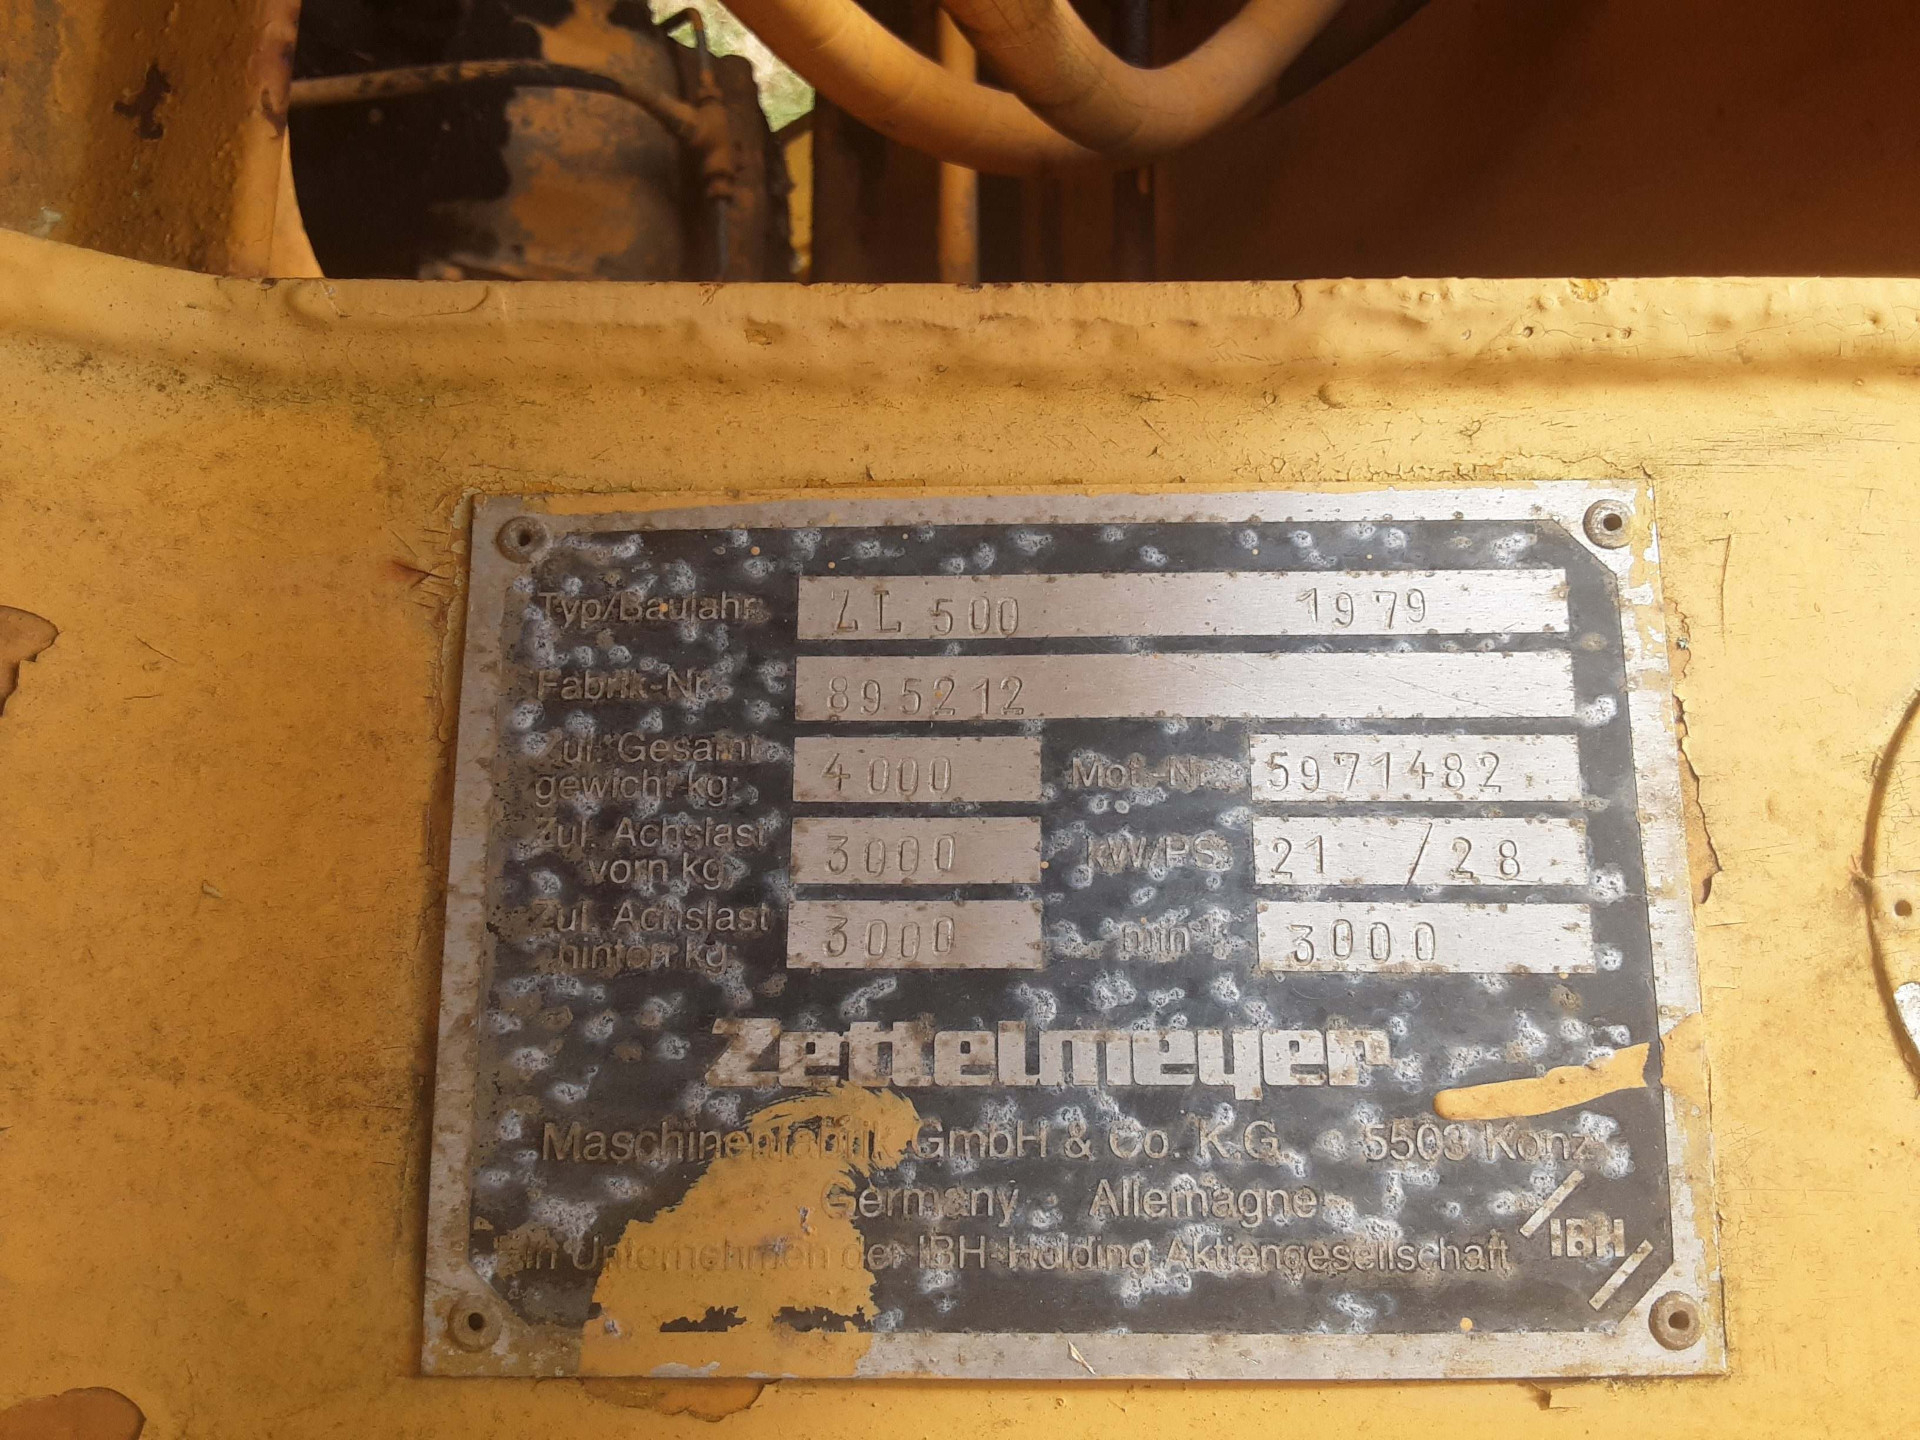 Typ/Baujahr ZL 500 1979
Fabrik-Nr. 895212
Zul. Gesamt-
gewicht kg: 4000 Mot.-Nr.: 5971482
Zul. Achslast
vorn kg 3000 kW/PS: 21 / 28
Zul. Achslast
hinten kg 3000 min-1 3000
Zettelmeyer
Maschinenfabrik GmbH & Co. K.G. 5503 Konz
Germany Allemagne
Ein Unternehmen der IBH-Holding Aktiengesellschaft IBH